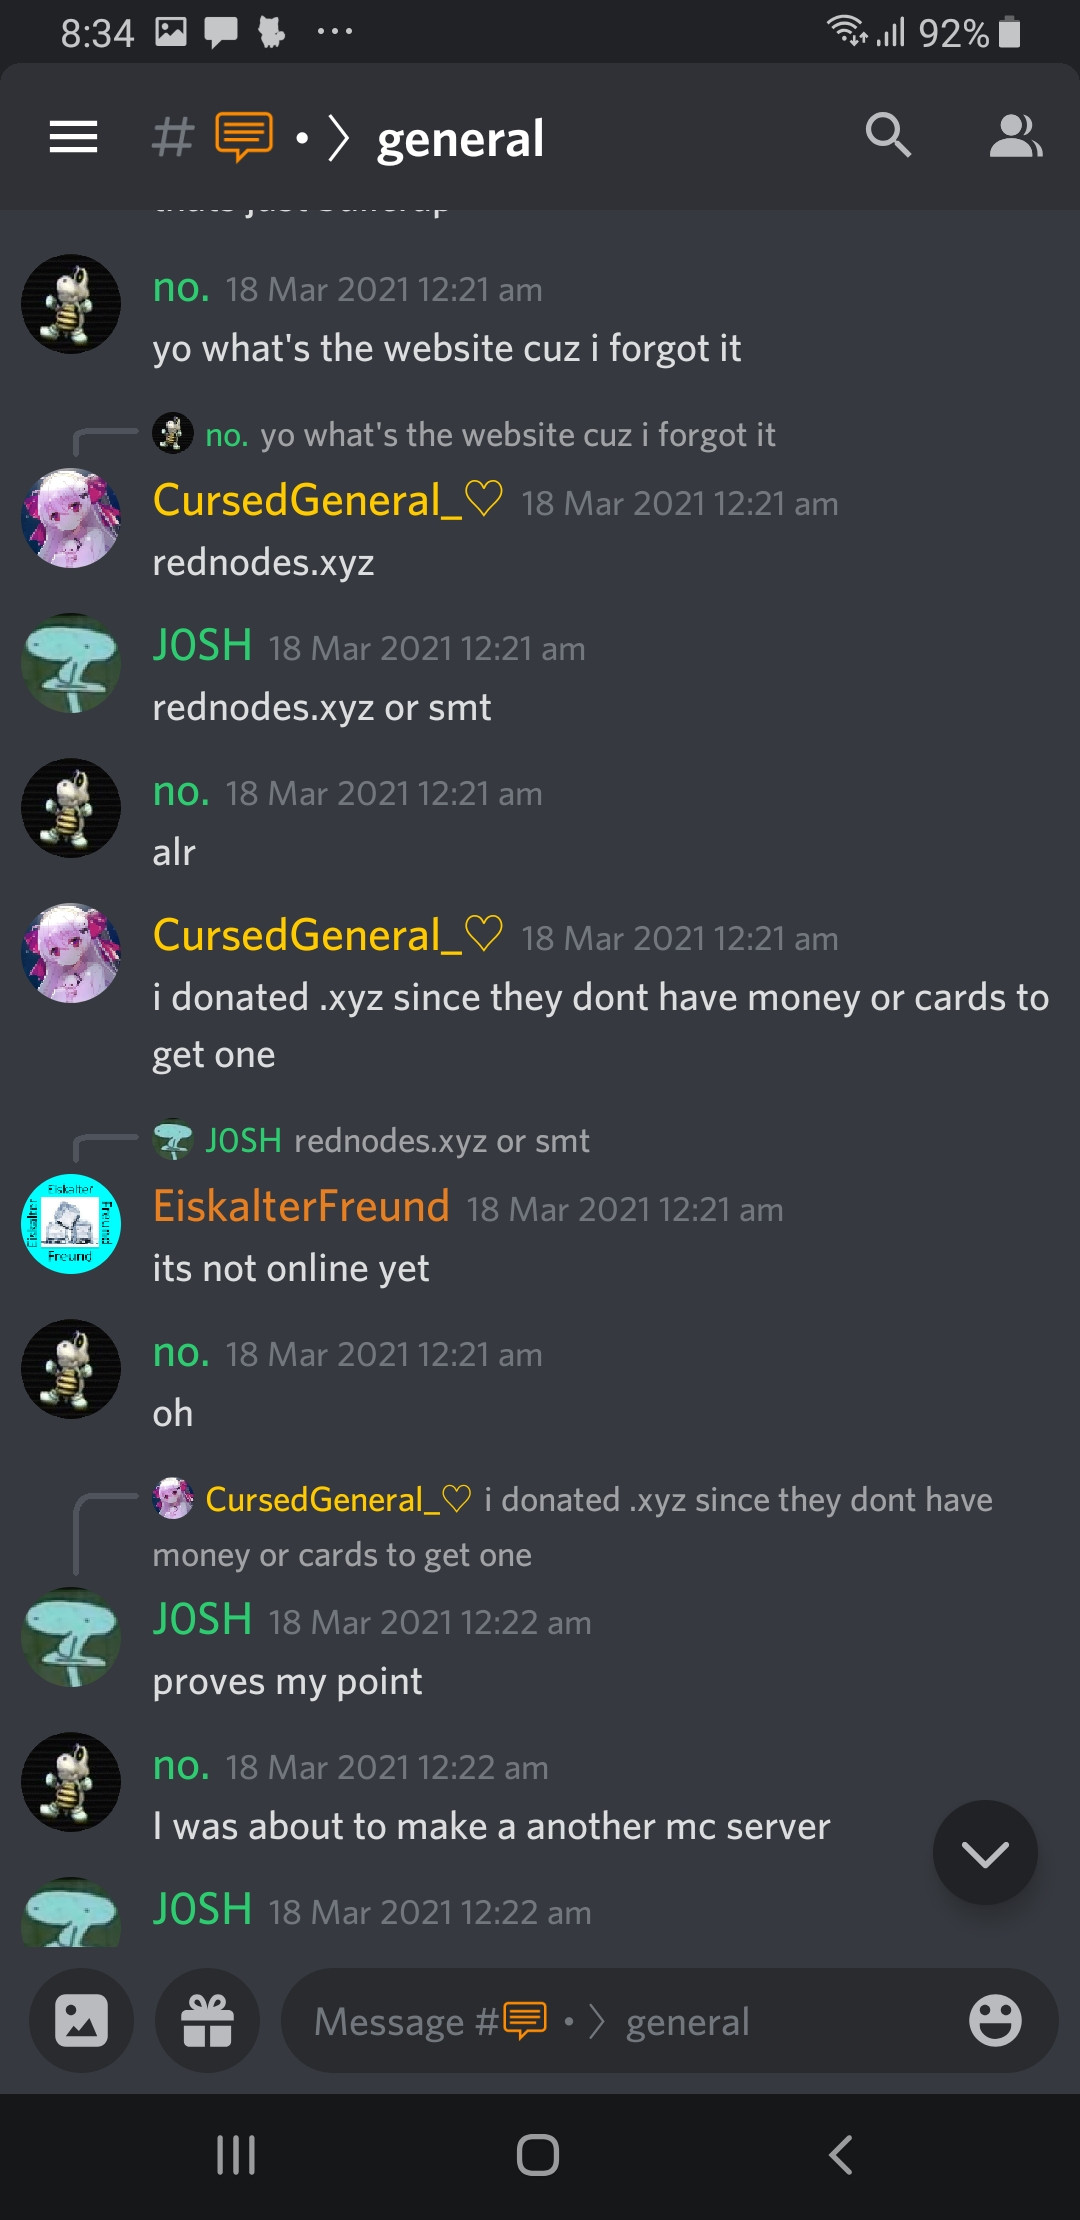 8:34 92%
# • 〉 general
thats just
no. 18 Mar 2021 12:21 am
yo what's the website cuz i forgot it
no. yo what's the website cuz i forgot it
CursedGeneral_♡ 18 Mar 2021 12:21 am
rednodes.xyz
JOSH 18 Mar 2021 12:21 am
rednodes.xyz or smt
no. 18 Mar 2021 12:21 am
alr
CursedGeneral_♡ 18 Mar 2021 12:21 am
i donated .xyz since they dont have money or cards to
get one
JOSH rednodes.xyz or smt
Eiskalter
Freund
Eiskalter
Freund
EiskalterFreund 18 Mar 2021 12:21 am
its not online yet
no. 18 Mar 2021 12:21 am
oh
CursedGeneral_♡ i donated .xyz since they dont have
money or cards to get one
JOSH 18 Mar 2021 12:22 am
proves my point
no. 18 Mar 2021 12:22 am
I was about to make a another mc server
JOSH 18 Mar 2021 12:22 am
Message # • 〉 general